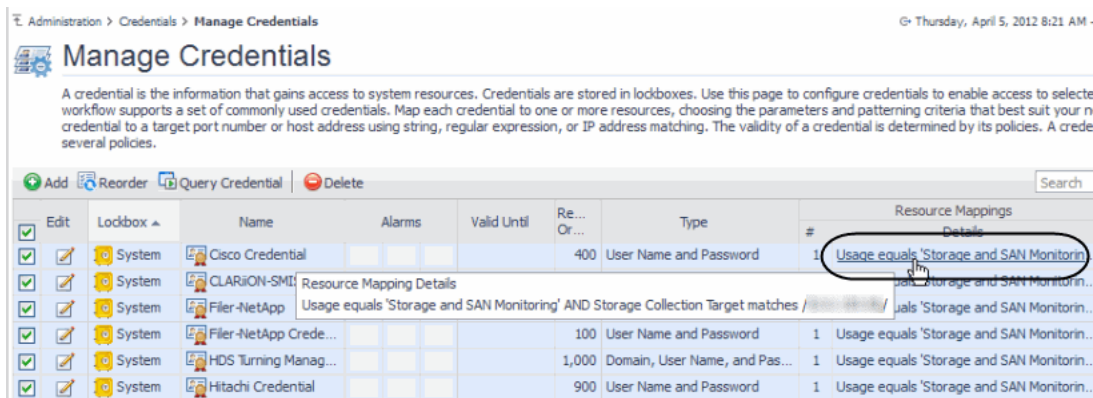 Administration > Credentials > Manage Credentials
Thursday, April 5, 2012 8:21 AM -
Manage Credentials
A credential is the information that gains access to system resources. Credentials are stored in lockboxes. Use this page to configure credentials to enable access to selecte
workflow supports a set of commonly used credentials. Map each credential to one or more resources, choosing the parameters and patterning criteria that best suit your n
credential to a target port number or host address using string, regular expression, or IP address matching. The validity of a credential is determined by its policies. A crede
several policies.
Add Reorder Query Credential Delete Search
Edit Lockbox Name Alarms Valid Until Re... Or... Type Resource Mappings
# Details
System Cisco Credential 400 User Name and Password 1 Usage equals 'Storage and SAN Monitorin...
System CLARiiON-SMIS
Resource Mapping Details
Usage equals 'Storage and SAN Monitoring' AND Storage Collection Target matches / /
uals 'Storage and SAN Monitorin...
System Filer-NetApp uals 'Storage and SAN Monitorin...
System Filer-NetApp Crede... 100 User Name and Password 1 Usage equals 'Storage and SAN Monitorin...
System HDS Turning Manag... 1,000 Domain, User Name, and Pas... 1 Usage equals 'Storage and SAN Monitorin...
System Hitachi Credential 900 User Name and Password 1 Usage equals 'Storage and SAN Monitorin...